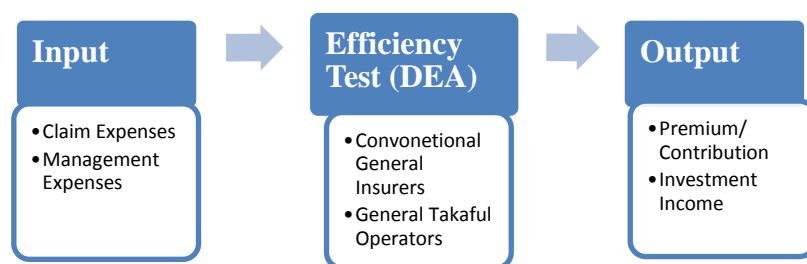 Input
•Claim Expenses
•Management
Expenses
Efficiency
Test (DEA)
•Convonetional
General
Insurers
•General Takaful
Operators
Output
•Premium/
Contribution
•Investment
Income